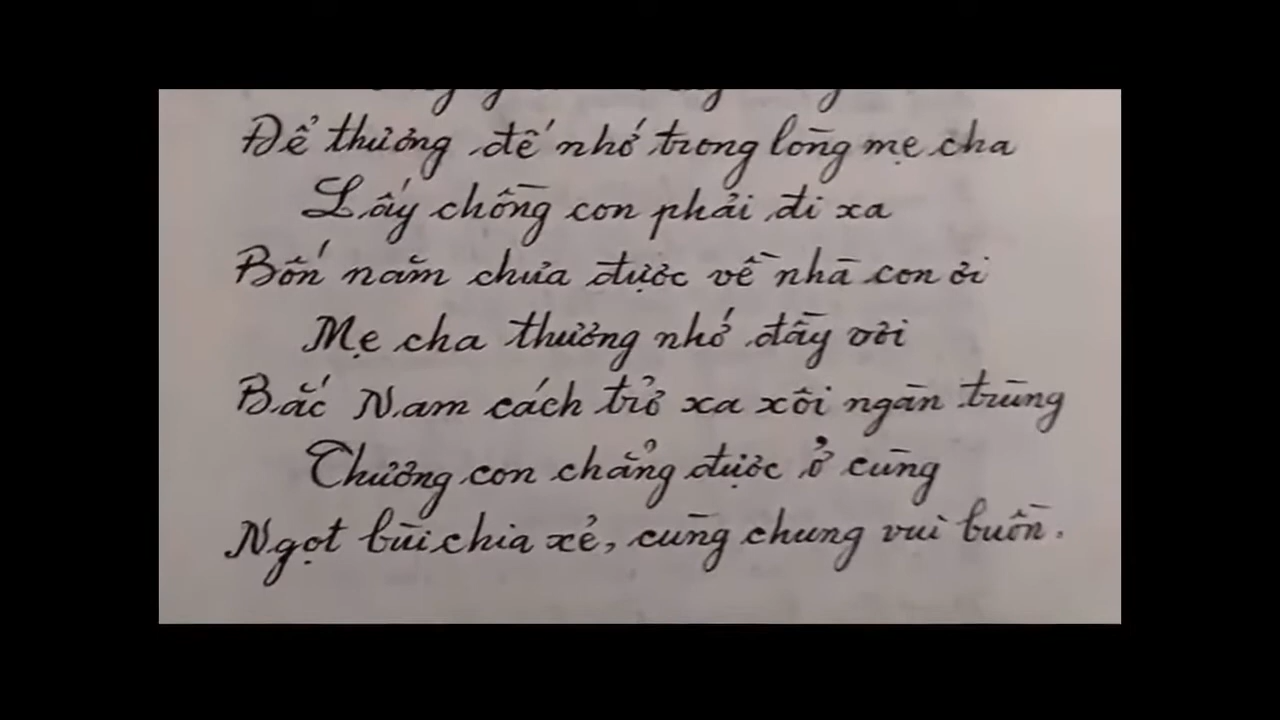 Để thương để nhớ trong lòng mẹ cha
Lấy chồng con phải đi xa
Bốn năm chưa được về nhà con ơi
Mẹ cha thương nhớ đầy vơi
Bắc Nam cách trở xa xôi ngàn trùng
Thương con chẳng được ở cùng
Ngọt bùi chia xẻ, cùng chung vui buồn.